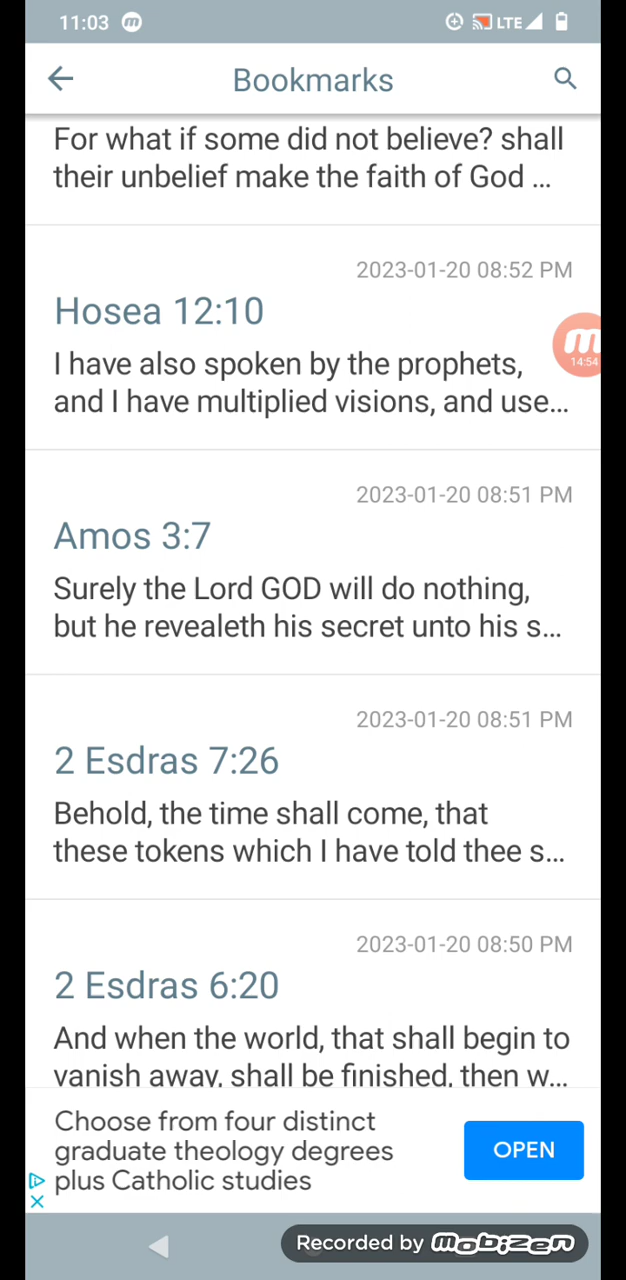 11:03 m LTE
Bookmarks
For what if some did not believe? shall
their unbelief make the faith of God ...
2023-01-20 08:52 PM
Hosea 12:10
I have also spoken by the prophets,
and I have multiplied visions, and use...
m
14:54
2023-01-20 08:51 PM
Amos 3:7
Surely the Lord GOD will do nothing,
but he revealeth his secret unto his s...
2023-01-20 08:51 PM
2 Esdras 7:26
Behold, the time shall come, that
these tokens which I have told thee s...
2023-01-20 08:50 PM
2 Esdras 6:20
And when the world, that shall begin to
vanish away, shall be finished, then w...
Choose from four distinct
graduate theology degrees
plus Catholic studies
OPEN
Recorded by mobizen